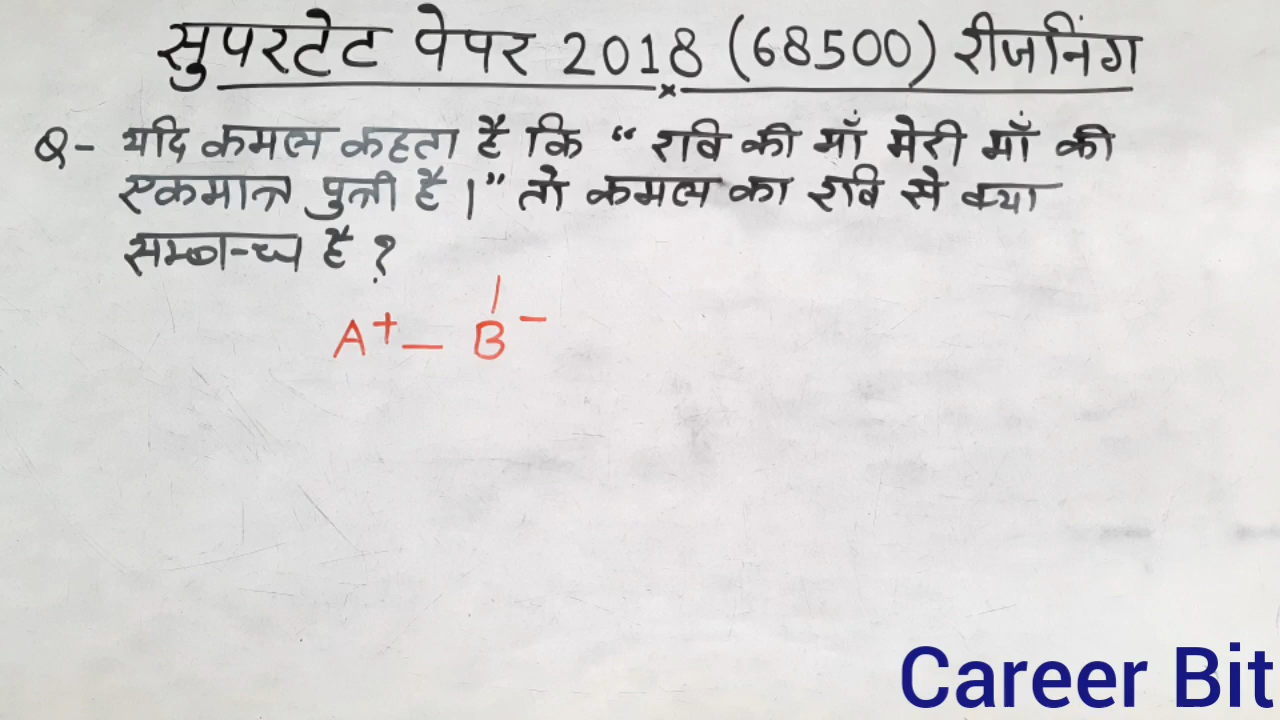 सुपरटेट पेपर 2018 (68500) रीजनिंग
Q- यदि कमल कहता है कि “रवि की माँ मेरी माँ की
एकमात्र पुत्री है।” तो कमल का रवि से क्या
सम्बन्ध है?
A+ — B -
Career Bit